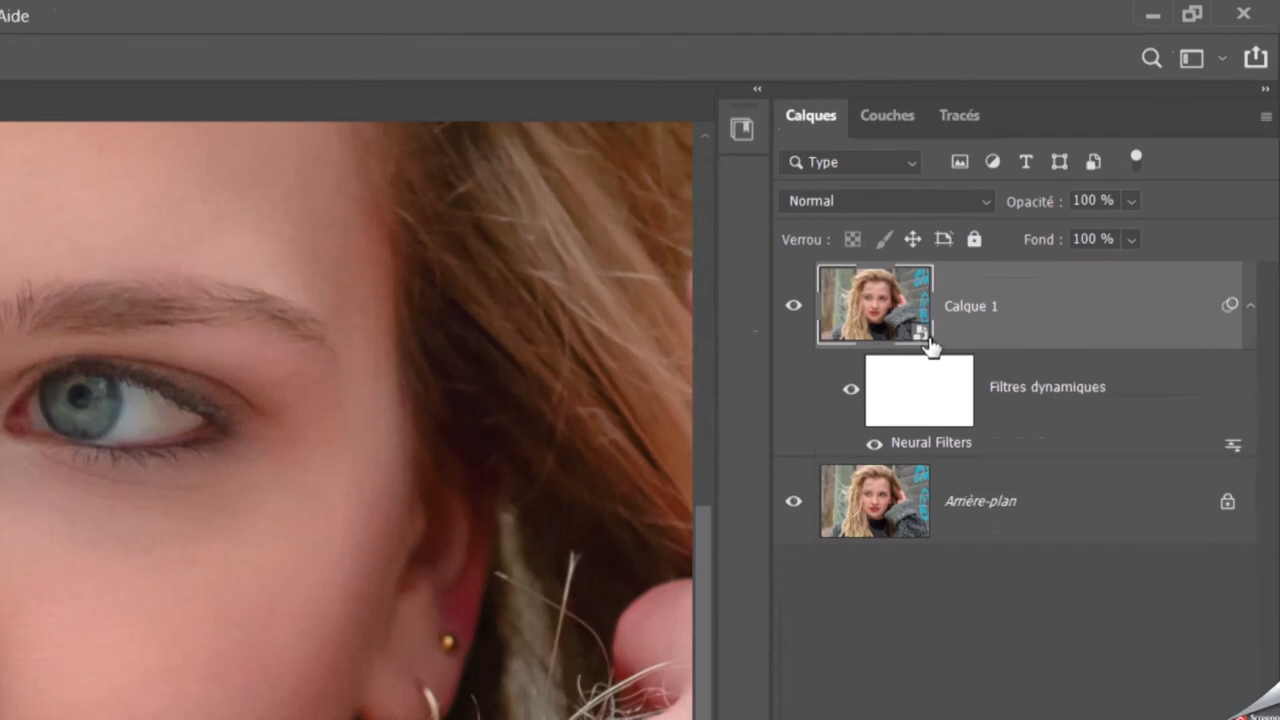 Aide
Calques Couches Tracés
Type
Normal Opacité : 100 %
Verrou : Fond : 100 %
Calque 1
Filtres dynamiques
Neural Filters
Arrière-plan